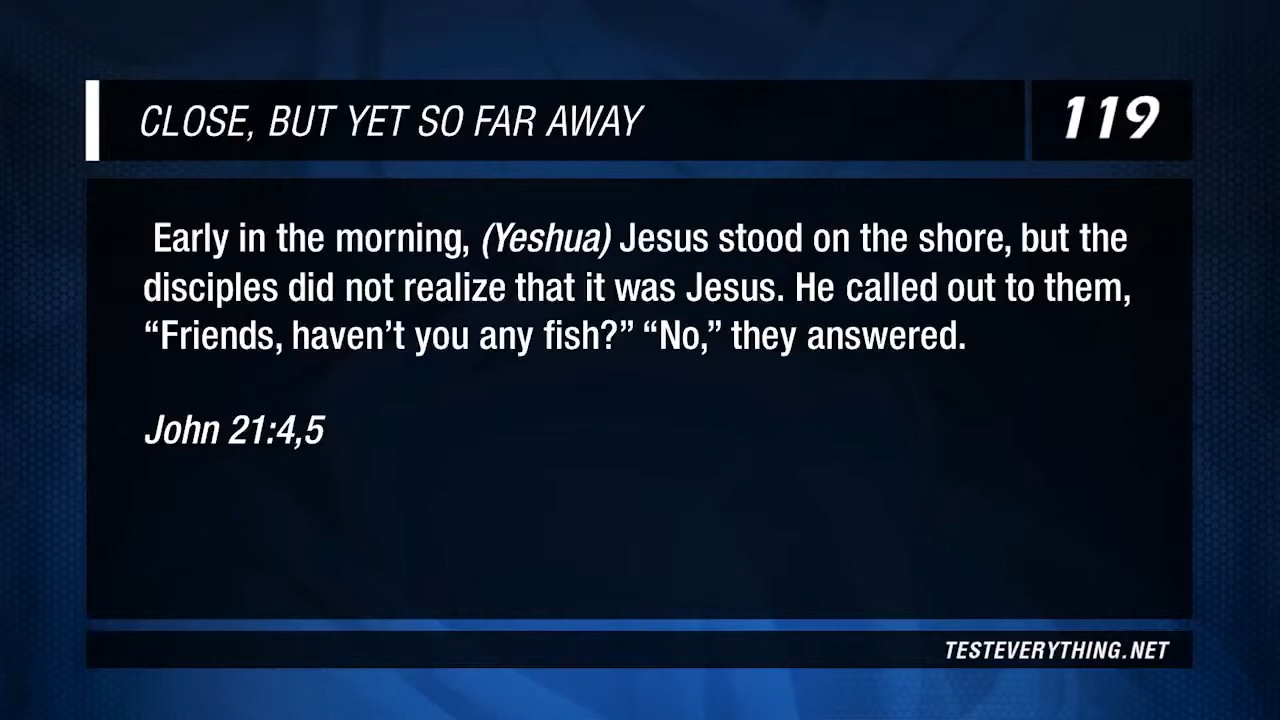 CLOSE, BUT YET SO FAR AWAY
119
Early in the morning, (Yeshua) Jesus stood on the shore, but the
disciples did not realize that it was Jesus. He called out to them,
“Friends, haven’t you any fish?” “No,” they answered.
John 21:4,5
TESTEVERYTHING.NET